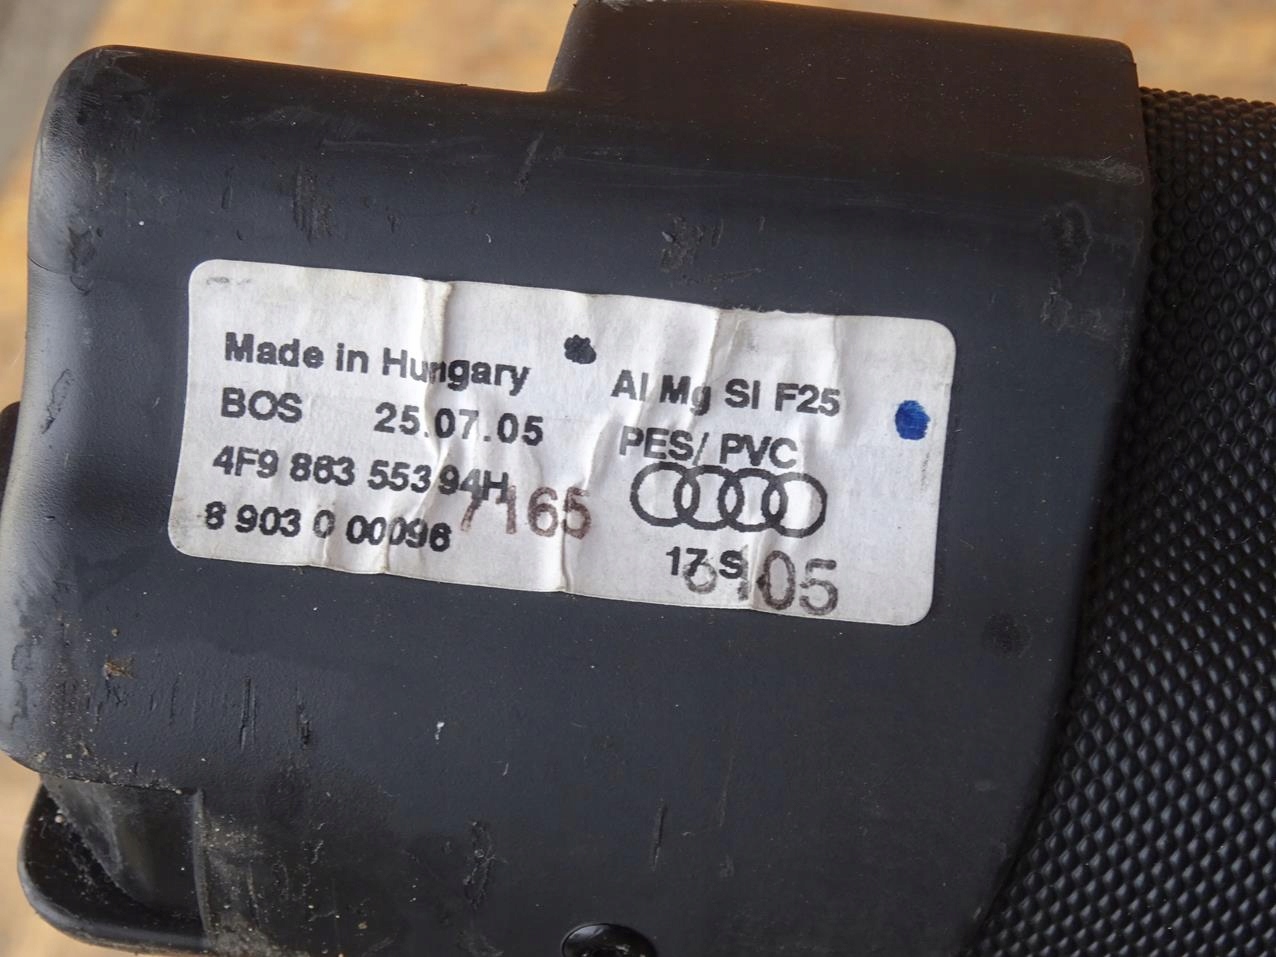 Made in Hungary
BOS 25.07.05
4F9 863 553 94H
8 903 0 00096
7165
Al Mg SI F25
PES/ PVC
17 S
6105